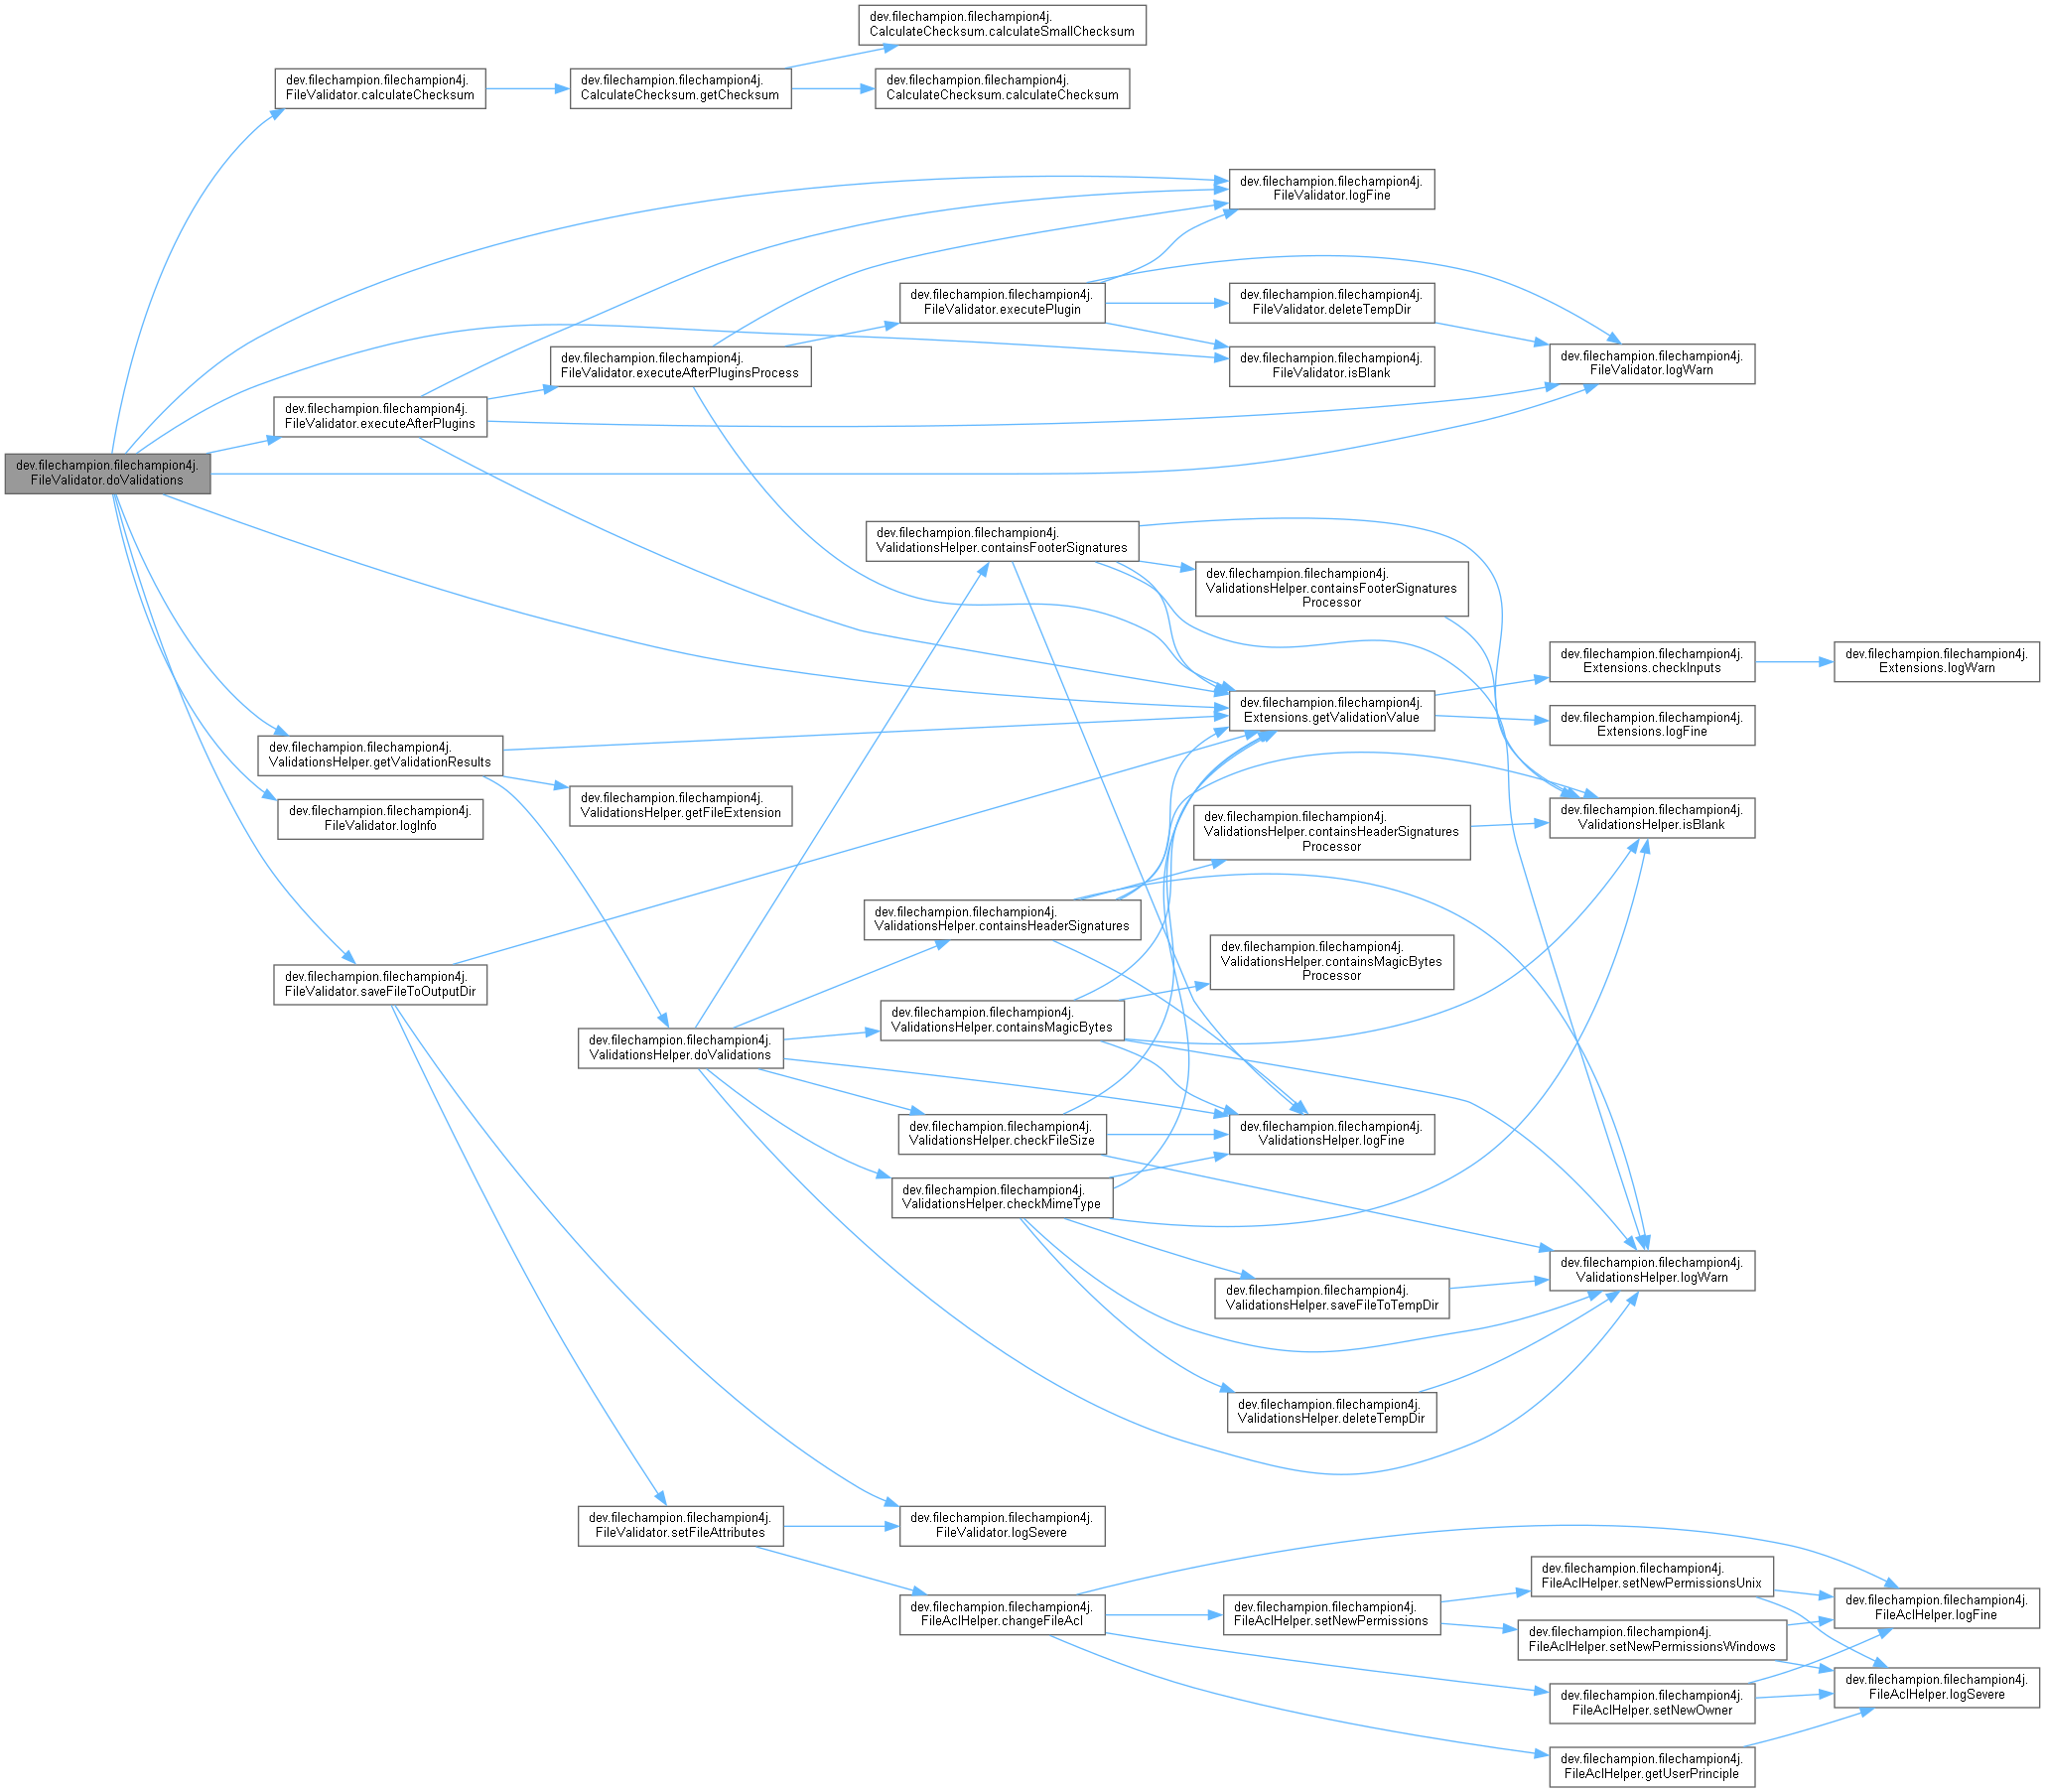 dev.filechampion.filechampion4j.
CalculateChecksum.calculateSmallChecksum
dev.filechampion.filechampion4j.
FileValidator.calculateChecksum
dev.filechampion.filechampion4j.
CalculateChecksum.getChecksum
dev.filechampion.filechampion4j.
CalculateChecksum.calculateChecksum
dev.filechampion.filechampion4j.
FileValidator.logFine
dev.filechampion.filechampion4j.
FileValidator.executePlugin
dev.filechampion.filechampion4j.
FileValidator.deleteTempDir
dev.filechampion.filechampion4j.
FileValidator.executeAfterPluginsProcess
dev.filechampion.filechampion4j.
FileValidator.isBlank
dev.filechampion.filechampion4j.
FileValidator.logWarn
dev.filechampion.filechampion4j.
FileValidator.executeAfterPlugins
dev.filechampion.filechampion4j.
FileValidator.doValidations
dev.filechampion.filechampion4j.
ValidationsHelper.containsFooterSignatures
dev.filechampion.filechampion4j.
ValidationsHelper.containsFooterSignatures
Processor
dev.filechampion.filechampion4j.
Extensions.checkInputs
dev.filechampion.filechampion4j.
Extensions.logWarn
dev.filechampion.filechampion4j.
Extensions.getValidationValue
dev.filechampion.filechampion4j.
Extensions.logFine
dev.filechampion.filechampion4j.
ValidationsHelper.getValidationResults
dev.filechampion.filechampion4j.
ValidationsHelper.getFileExtension
dev.filechampion.filechampion4j.
FileValidator.logInfo
dev.filechampion.filechampion4j.
ValidationsHelper.containsHeaderSignatures
Processor
dev.filechampion.filechampion4j.
ValidationsHelper.isBlank
dev.filechampion.filechampion4j.
ValidationsHelper.containsHeaderSignatures
dev.filechampion.filechampion4j.
ValidationsHelper.containsMagicBytes
Processor
dev.filechampion.filechampion4j.
FileValidator.saveFileToOutputDir
dev.filechampion.filechampion4j.
ValidationsHelper.containsMagicBytes
dev.filechampion.filechampion4j.
ValidationsHelper.doValidations
dev.filechampion.filechampion4j.
ValidationsHelper.checkFileSize
dev.filechampion.filechampion4j.
ValidationsHelper.logFine
dev.filechampion.filechampion4j.
ValidationsHelper.checkMimeType
dev.filechampion.filechampion4j.
ValidationsHelper.logWarn
dev.filechampion.filechampion4j.
ValidationsHelper.saveFileToTempDir
dev.filechampion.filechampion4j.
ValidationsHelper.deleteTempDir
dev.filechampion.filechampion4j.
FileValidator.setFileAttributes
dev.filechampion.filechampion4j.
FileValidator.logSevere
dev.filechampion.filechampion4j.
FileAclHelper.setNewPermissionsUnix
dev.filechampion.filechampion4j.
FileAclHelper.changeFileAcl
dev.filechampion.filechampion4j.
FileAclHelper.setNewPermissions
dev.filechampion.filechampion4j.
FileAclHelper.logFine
dev.filechampion.filechampion4j.
FileAclHelper.setNewPermissionsWindows
dev.filechampion.filechampion4j.
FileAclHelper.logSevere
dev.filechampion.filechampion4j.
FileAclHelper.setNewOwner
dev.filechampion.filechampion4j.
FileAclHelper.getUserPrinciple